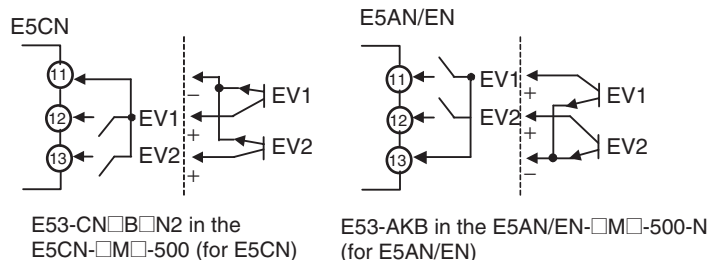 E5CN
E5AN/EN
11
12
13
EV1
EV2
−
+
+
EV1
EV2
11
12
13
EV1
EV2
+
+
−
EV1
EV2
E53-CN□B□N2 in the
E5CN-□M□-500 (for E5CN)
E53-AKB in the E5AN/EN-□M□-500-N
(for E5AN/EN)